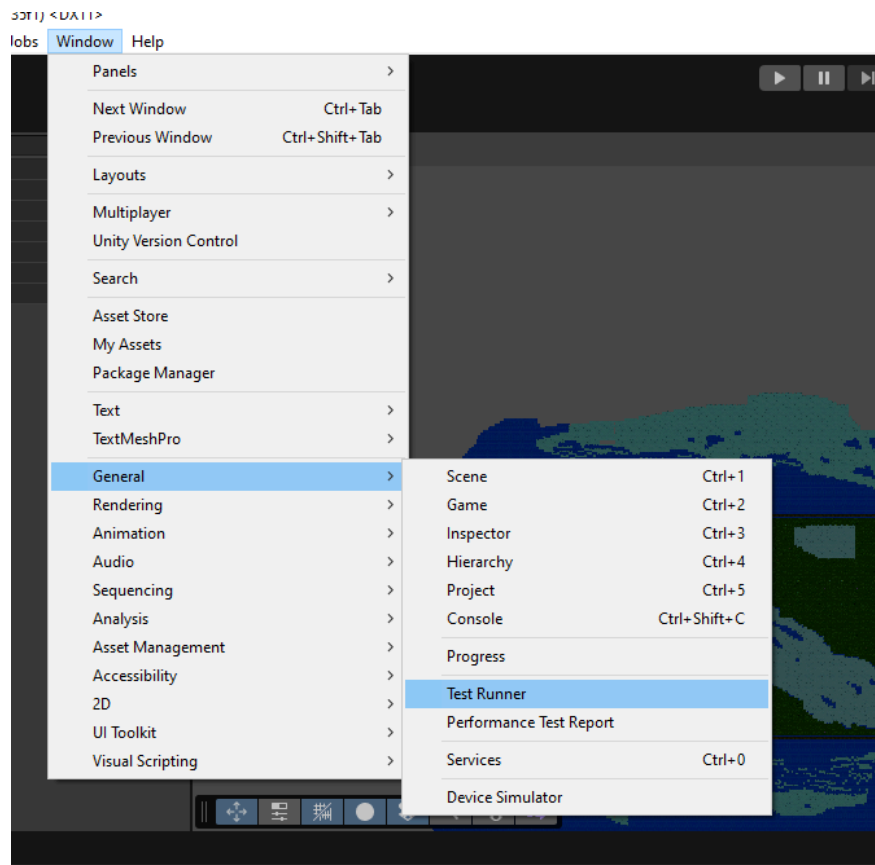 35f1) <DX11>
Jobs Window Help
Panels
Next Window Ctrl+Tab
Previous Window Ctrl+Shift+Tab
Layouts
Multiplayer
Unity Version Control
Search
Asset Store
My Assets
Package Manager
Text
TextMeshPro
General
Rendering
Animation
Audio
Sequencing
Analysis
Asset Management
Accessibility
2D
UI Toolkit
Visual Scripting
Scene Ctrl+1
Game Ctrl+2
Inspector Ctrl+3
Hierarchy Ctrl+4
Project Ctrl+5
Console Ctrl+Shift+C
Progress
Test Runner
Performance Test Report
Services Ctrl+0
Device Simulator